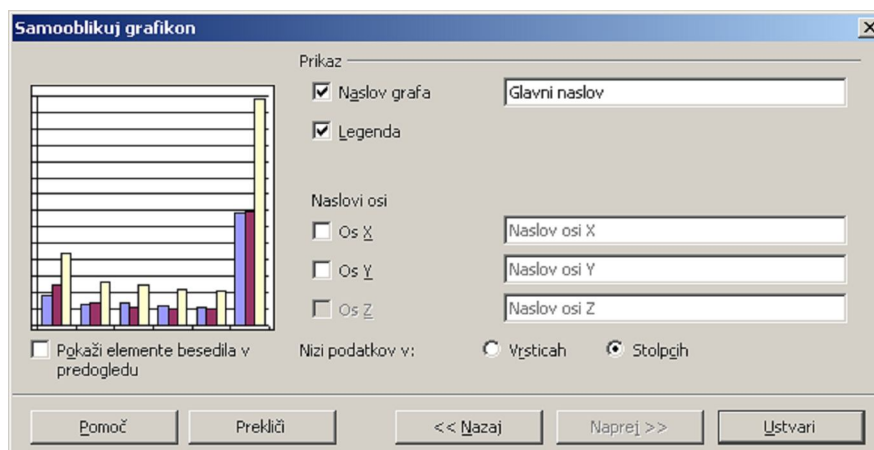 Samooblikuj grafikon
Prikaz
Naslov grafa
Glavni naslov
Legenda
Naslovi osi
Os X
Naslov osi X
Os Y
Naslov osi Y
Os Z
Naslov osi Z
Pokaži elemente besedila v
predogledu
Nizi podatkov v:
Vrsticah
Stolpcih
Pomoč
Prekliči
<< Nazaj
Naprej >>
Ustvari